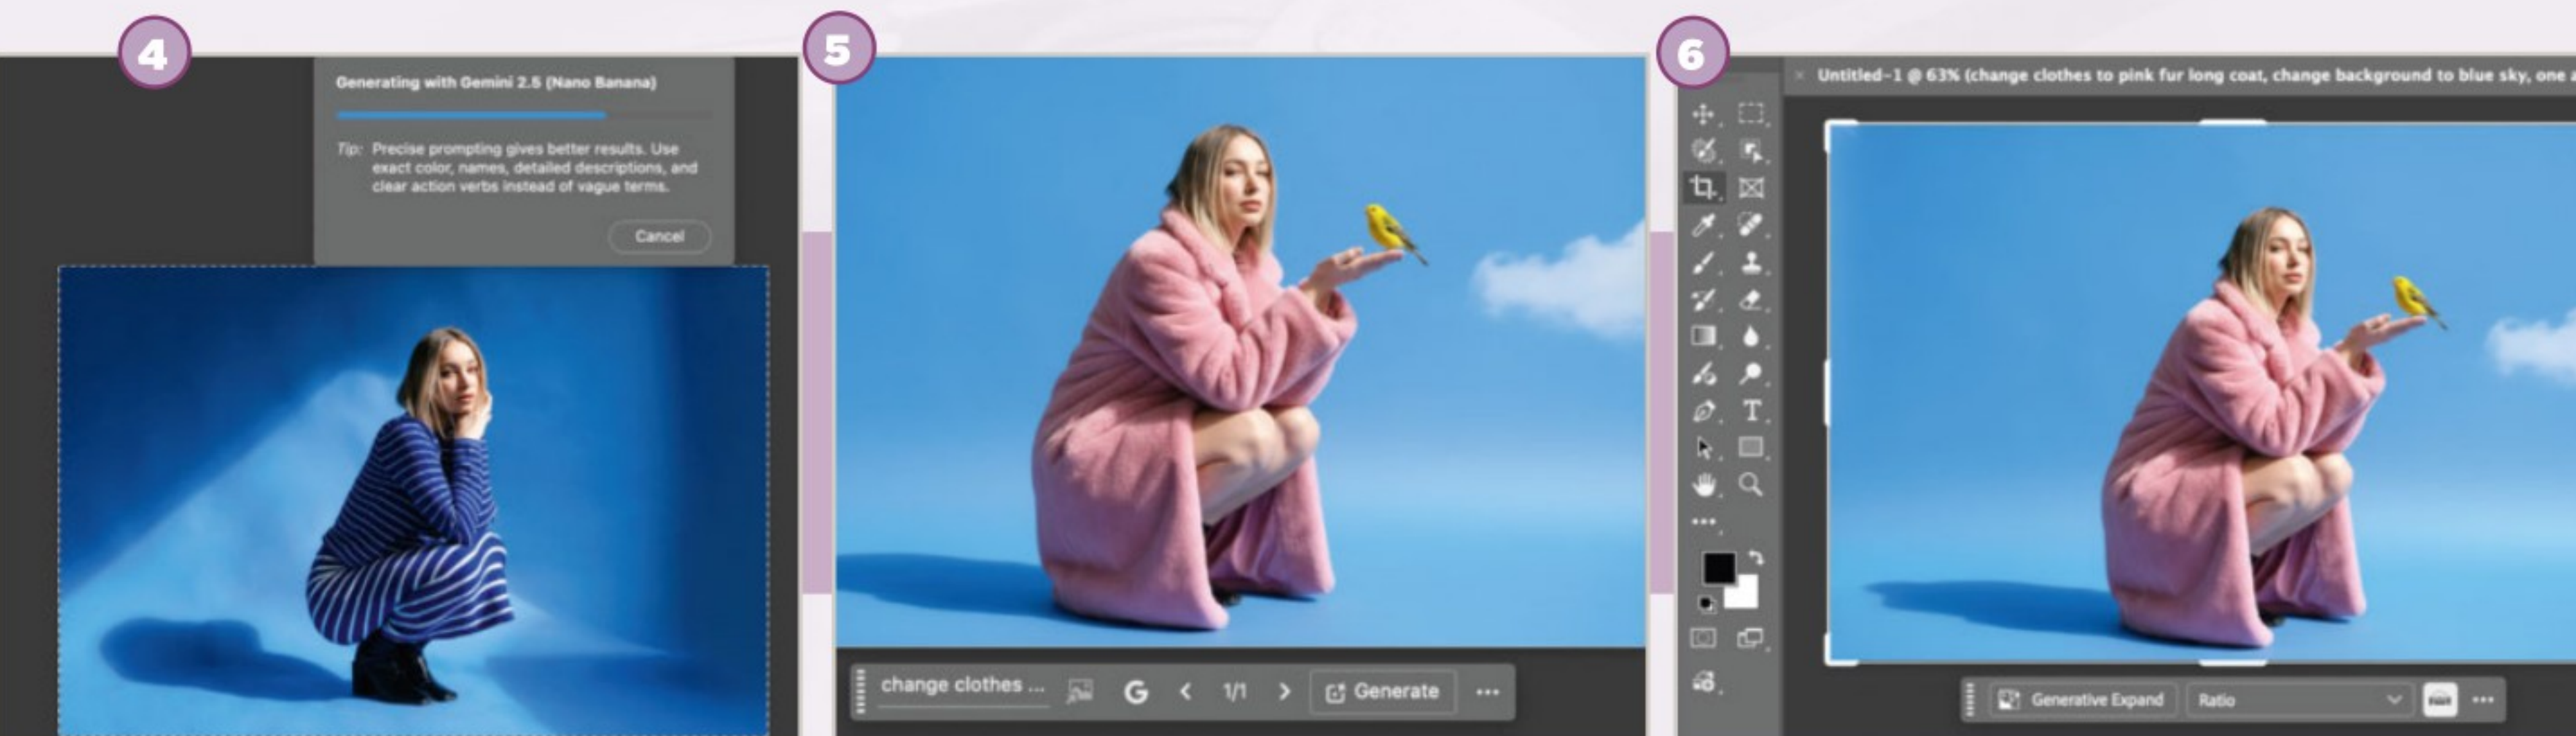 4
Generating with Gemini 2.5 (Nano Banana)
Tip: Precise prompting gives better results. Use
exact color, names, detailed descriptions, and
clear action verbs instead of vague terms.
Cancel
5
change clothes ...
G
1/1
Generate
6
Untitled-1 @ 63% (change clothes to pink fur long coat, change background to blue sky, one
T
Generative Expand
Ratio